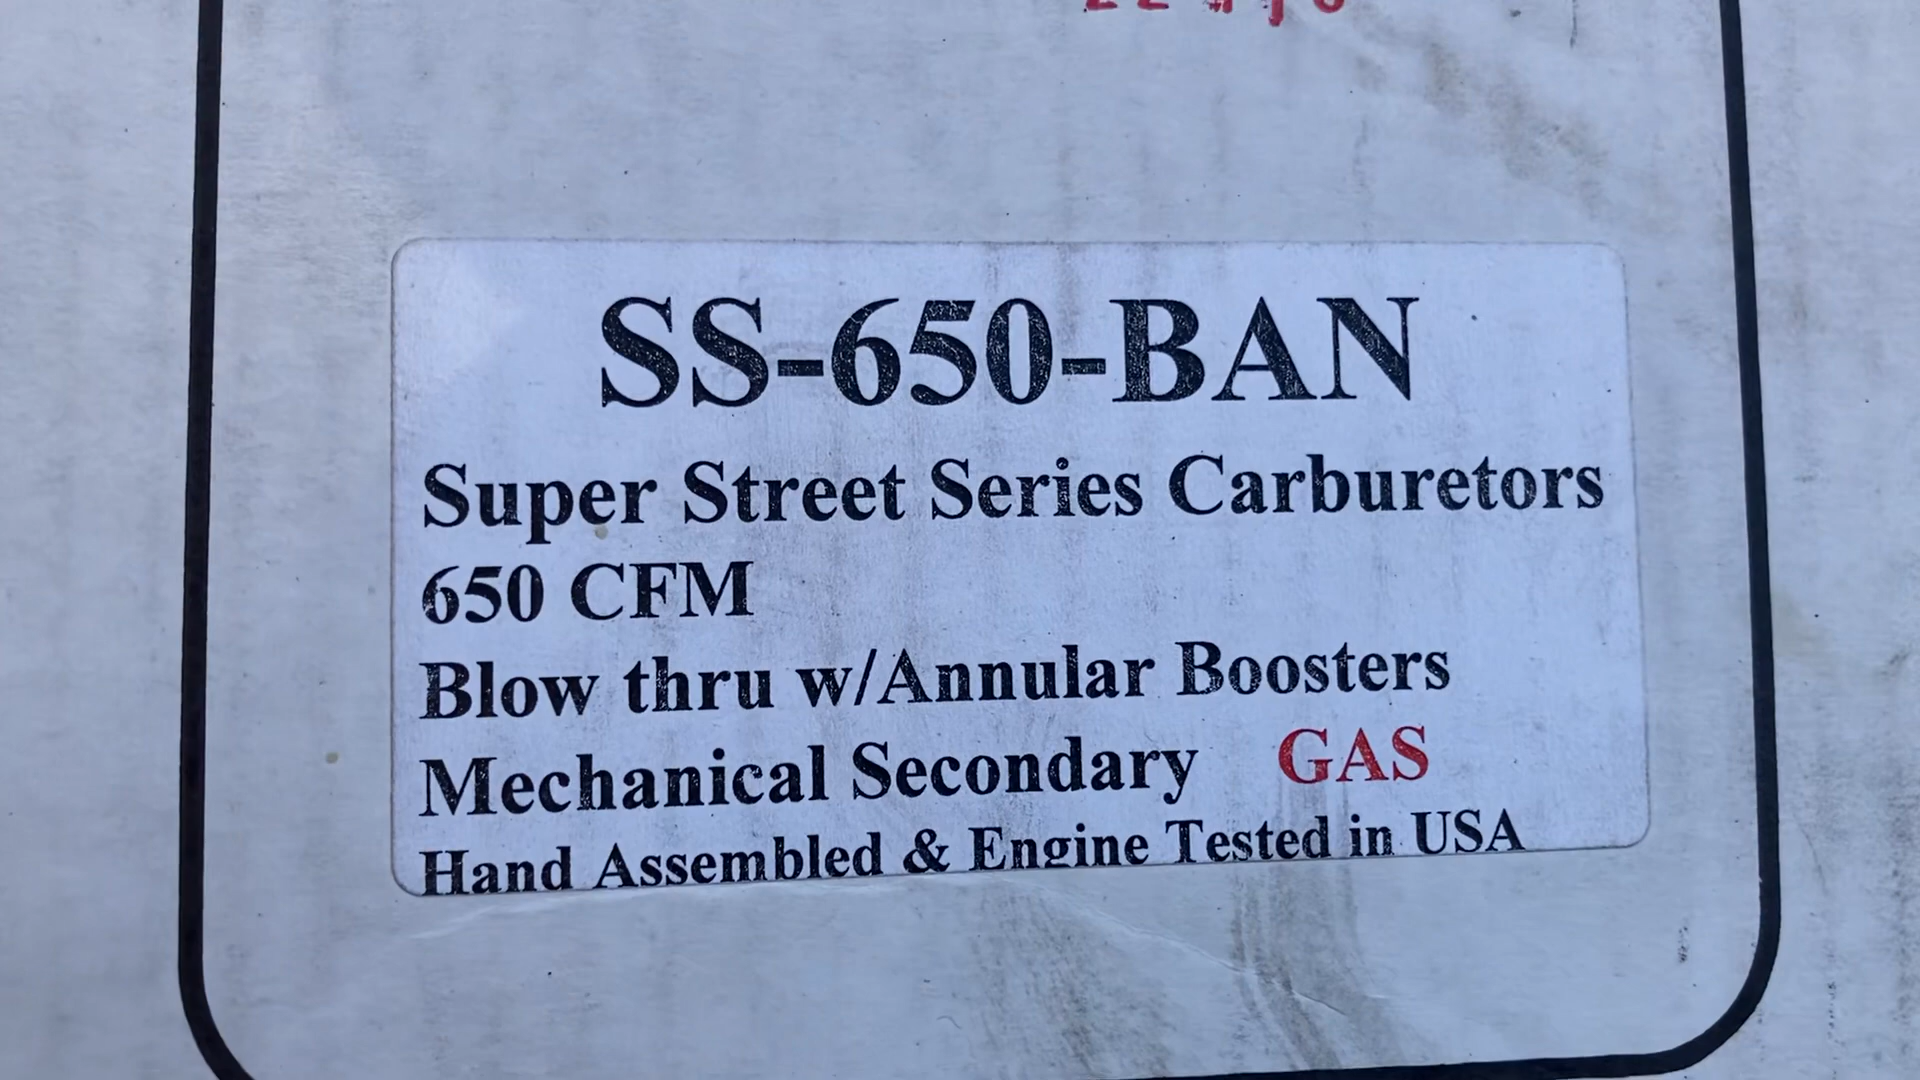 SS-650-BAN
Super Street Series Carburetors
650 CFM
Blow thru w/Annular Boosters
Mechanical Secondary GAS
Hand Assembled & Engine Tested in USA